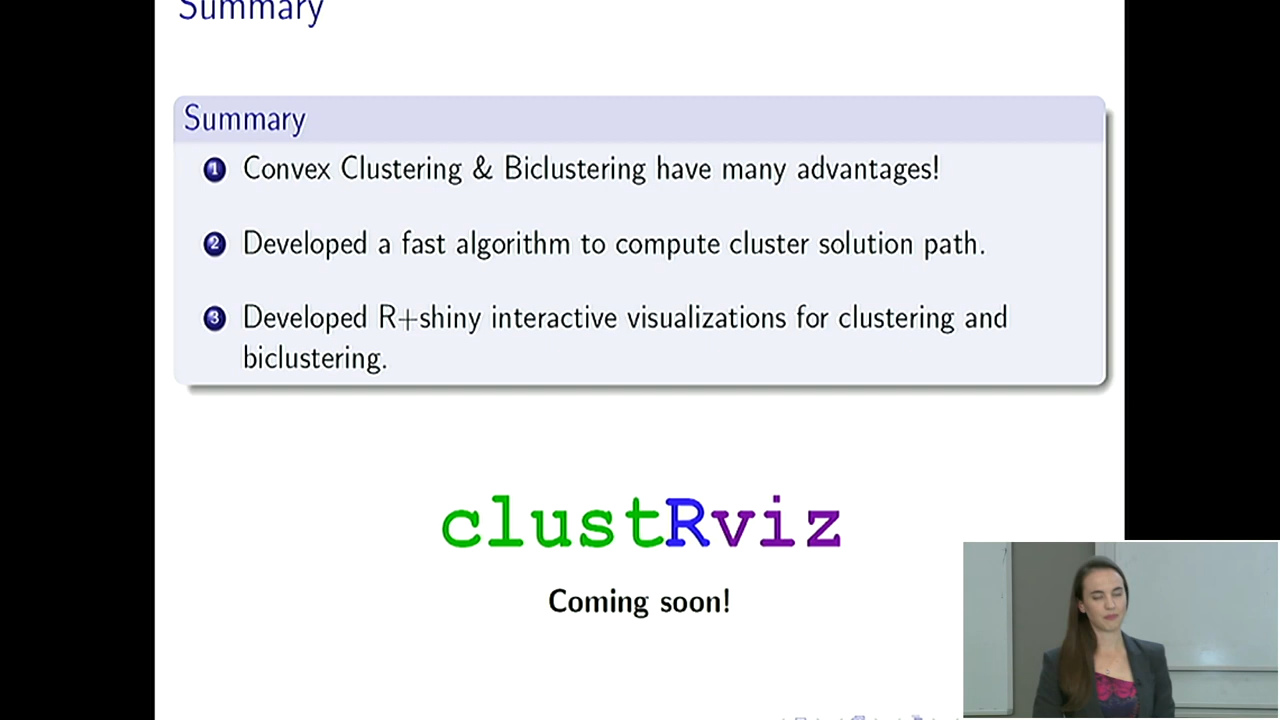 Summary
Summary
1 Convex Clustering & Biclustering have many advantages!
2 Developed a fast algorithm to compute cluster solution path.
3 Developed R+shiny interactive visualizations for clustering and
biclustering.
clustRviz
Coming soon!